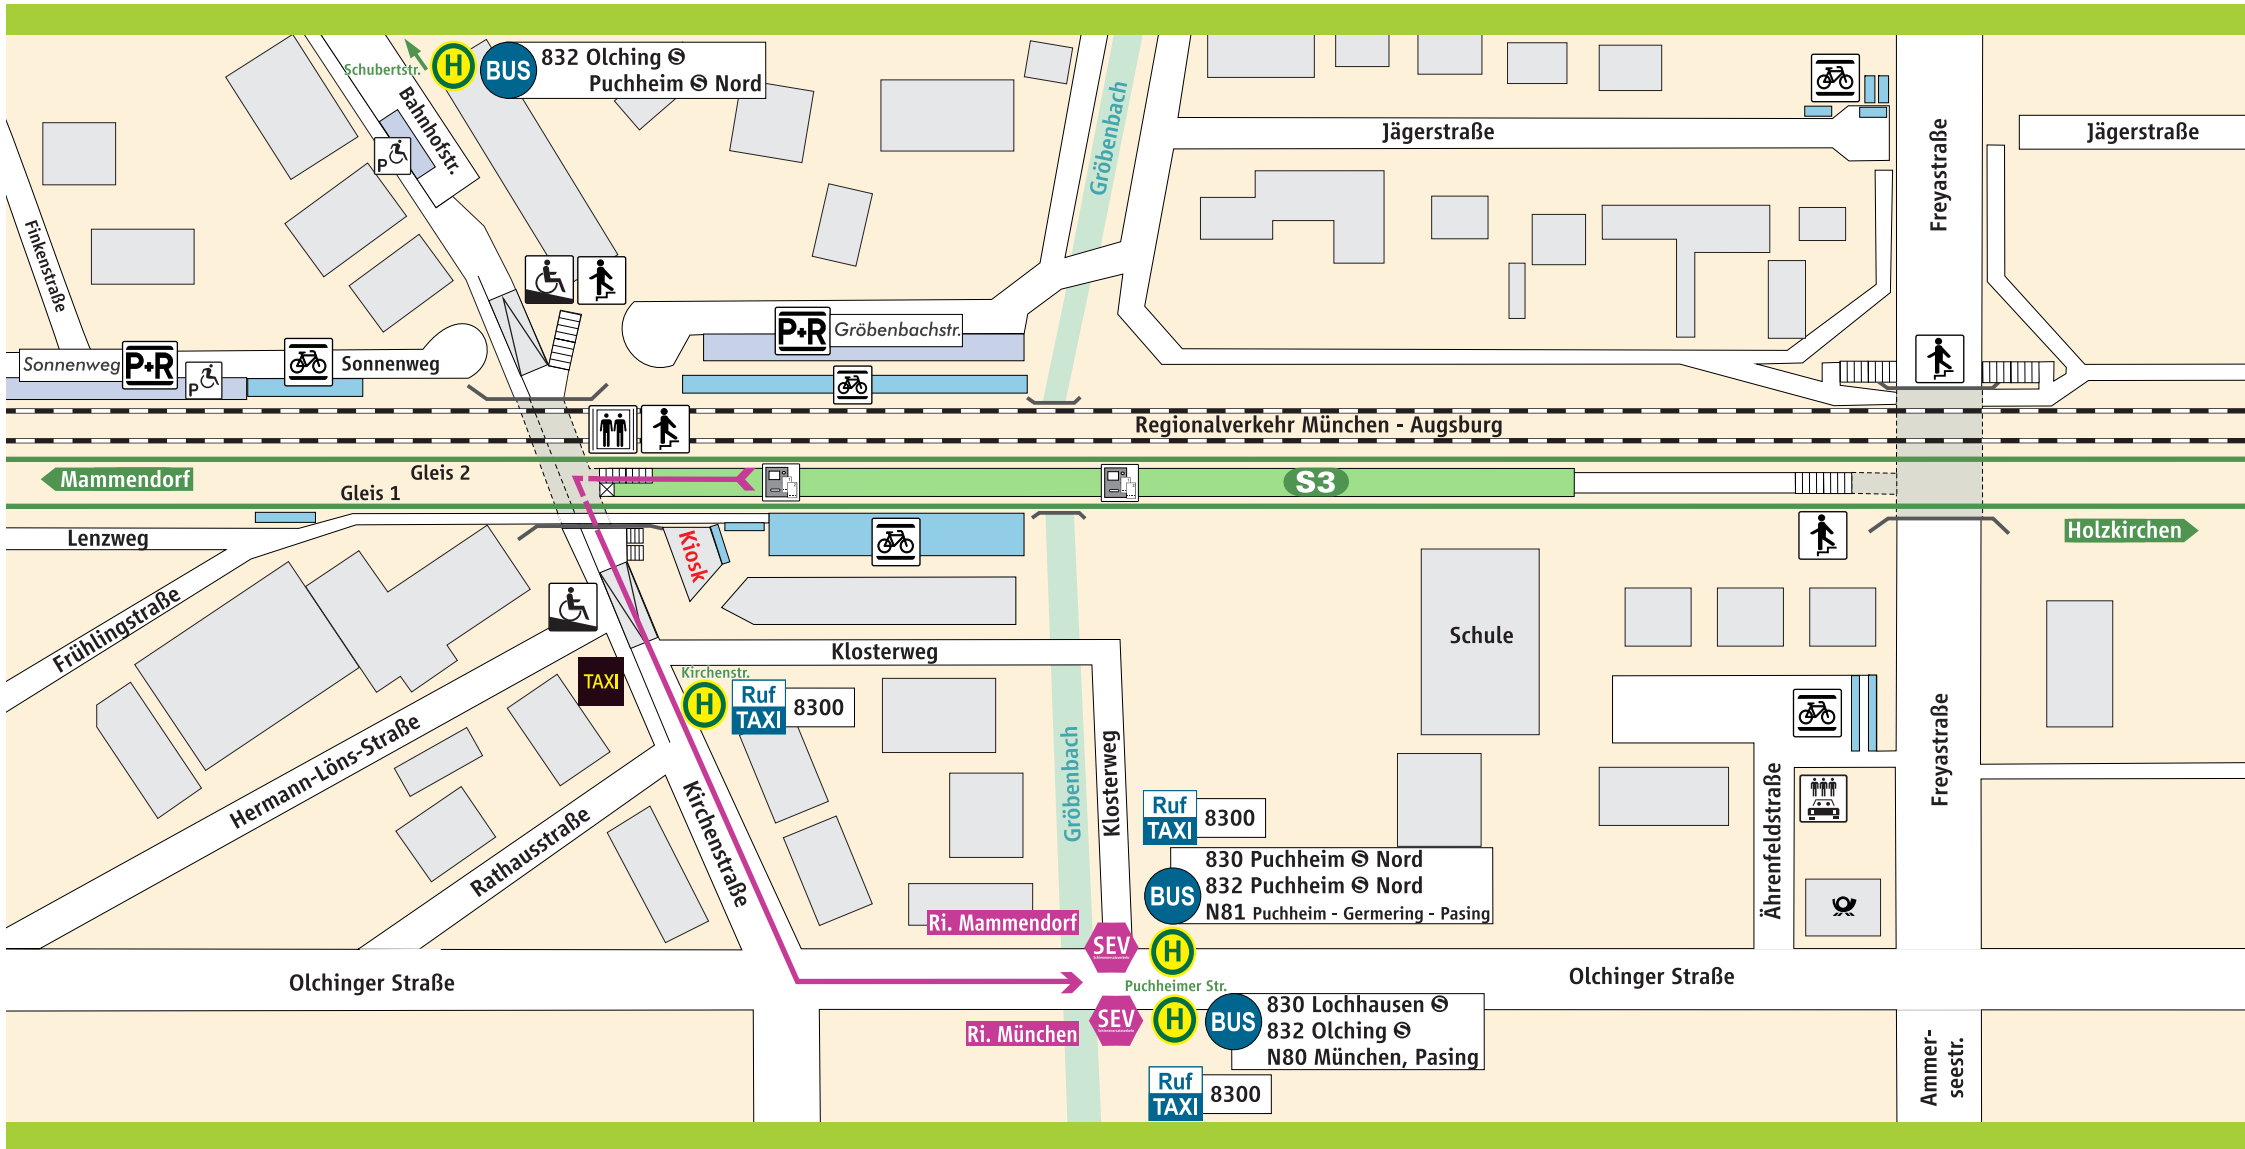 Schubertstr.
H
BUS
832 Olching S
Puchheim S Nord
Bahnhofstr.
P
Gröbenbach
Jägerstraße
Freyastraße
Jägerstraße
Finkenstraße
Sonnenweg
P+R
P
Sonnenweg
P+R
Gröbenbachstr.
Regionalverkehr München - Augsburg
Mammendorf
Gleis 2
Gleis 1
S3
Holzkirchen
Lenzweg
Kiosk
Frühlingstraße
Schule
Klosterweg
TAXI
Kirchenstr.
H
Ruf
TAXI
8300
Hermann-Löns-Straße
Rathausstraße
Kirchenstraße
Gröbenbach
Klosterweg
Ruf
TAXI
8300
BUS
830 Puchheim S Nord
832 Puchheim S Nord
N81 Puchheim - Germering - Pasing
Ährenfeldstraße
Freyastraße
Ri. Mammendorf
SEV
H
Olchinger Straße
Olchinger Straße
Puchheimer Str.
Ri. München
SEV
H
BUS
830 Lochhausen S
832 Olching S
N80 München, Pasing
Ruf
TAXI
8300
Ammer-
seestr.